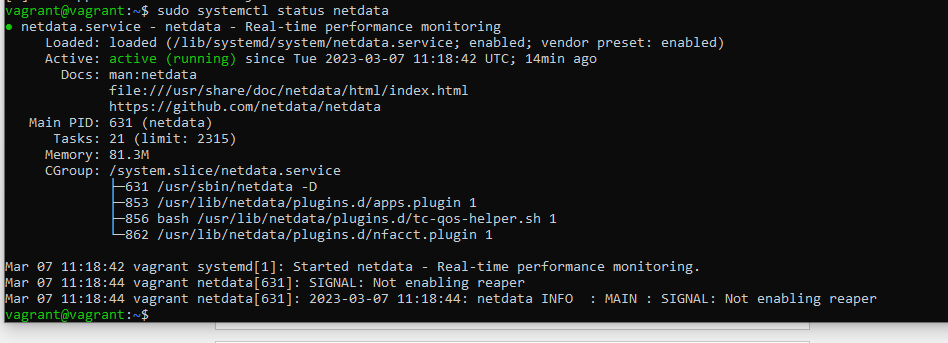 vagrant@vagrant:~$ sudo systemctl status netdata
● netdata.service - netdata - Real-time performance monitoring
     Loaded: loaded (/lib/systemd/system/netdata.service; enabled; vendor preset: enabled)
     Active: active (running) since Tue 2023-03-07 11:18:42 UTC; 14min ago
       Docs: man:netdata
             file:///usr/share/doc/netdata/html/index.html
             https://github.com/netdata/netdata
   Main PID: 631 (netdata)
      Tasks: 21 (limit: 2315)
     Memory: 81.3M
     CGroup: /system.slice/netdata.service
             ├─631 /usr/sbin/netdata -D
             ├─853 /usr/lib/netdata/plugins.d/apps.plugin 1
             ├─856 bash /usr/lib/netdata/plugins.d/tc-qos-helper.sh 1
             └─862 /usr/lib/netdata/plugins.d/nfacct.plugin 1
Mar 07 11:18:42 vagrant systemd[1]: Started netdata - Real-time performance monitoring.
Mar 07 11:18:44 vagrant netdata[631]: SIGNAL: Not enabling reaper
Mar 07 11:18:44 vagrant netdata[631]: 2023-03-07 11:18:44: netdata INFO  : MAIN : SIGNAL: Not enabling reaper
vagrant@vagrant:~$